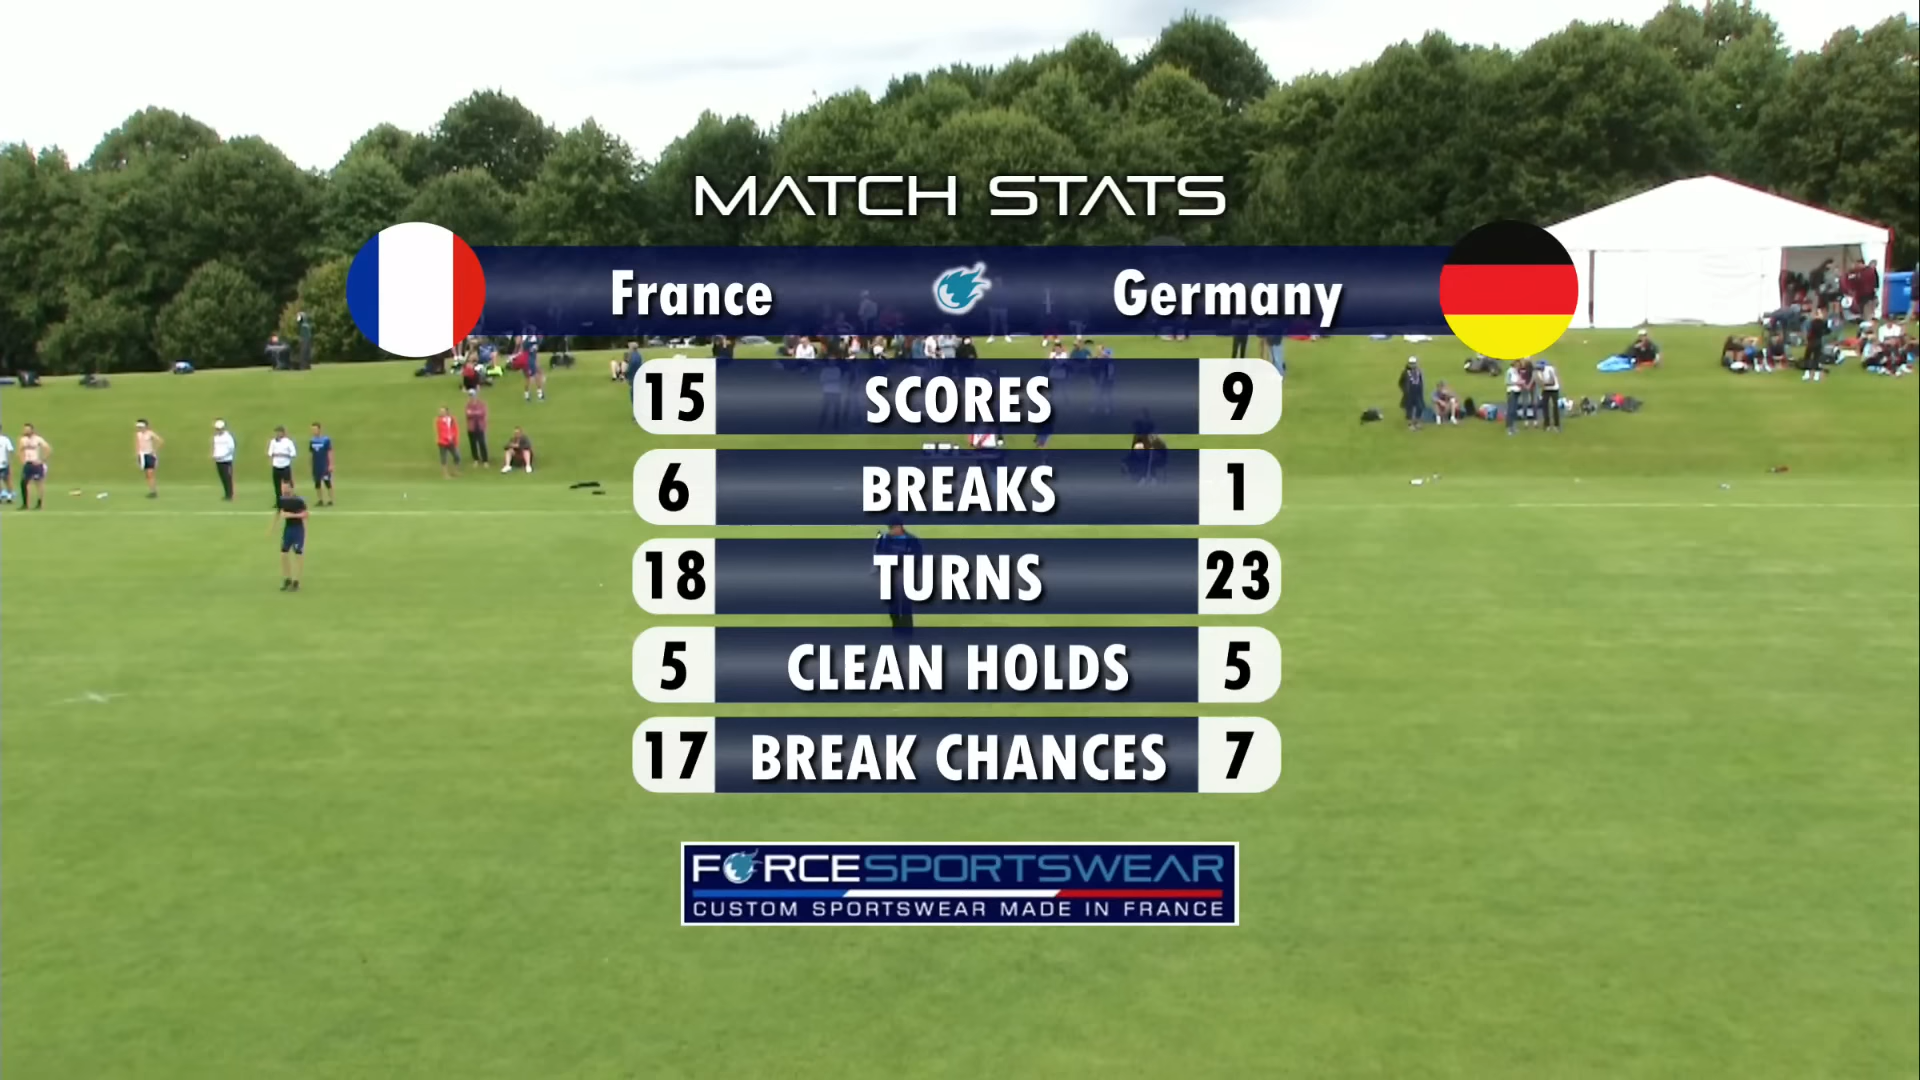 MATCH STATS
France Germany
15 SCORES 9
6 BREAKS 1
18 TURNS 23
5 CLEAN HOLDS 5
17 BREAK CHANCES 7
FORCESPORTSWEAR
CUSTOM SPORTSWEAR MADE IN FRANCE